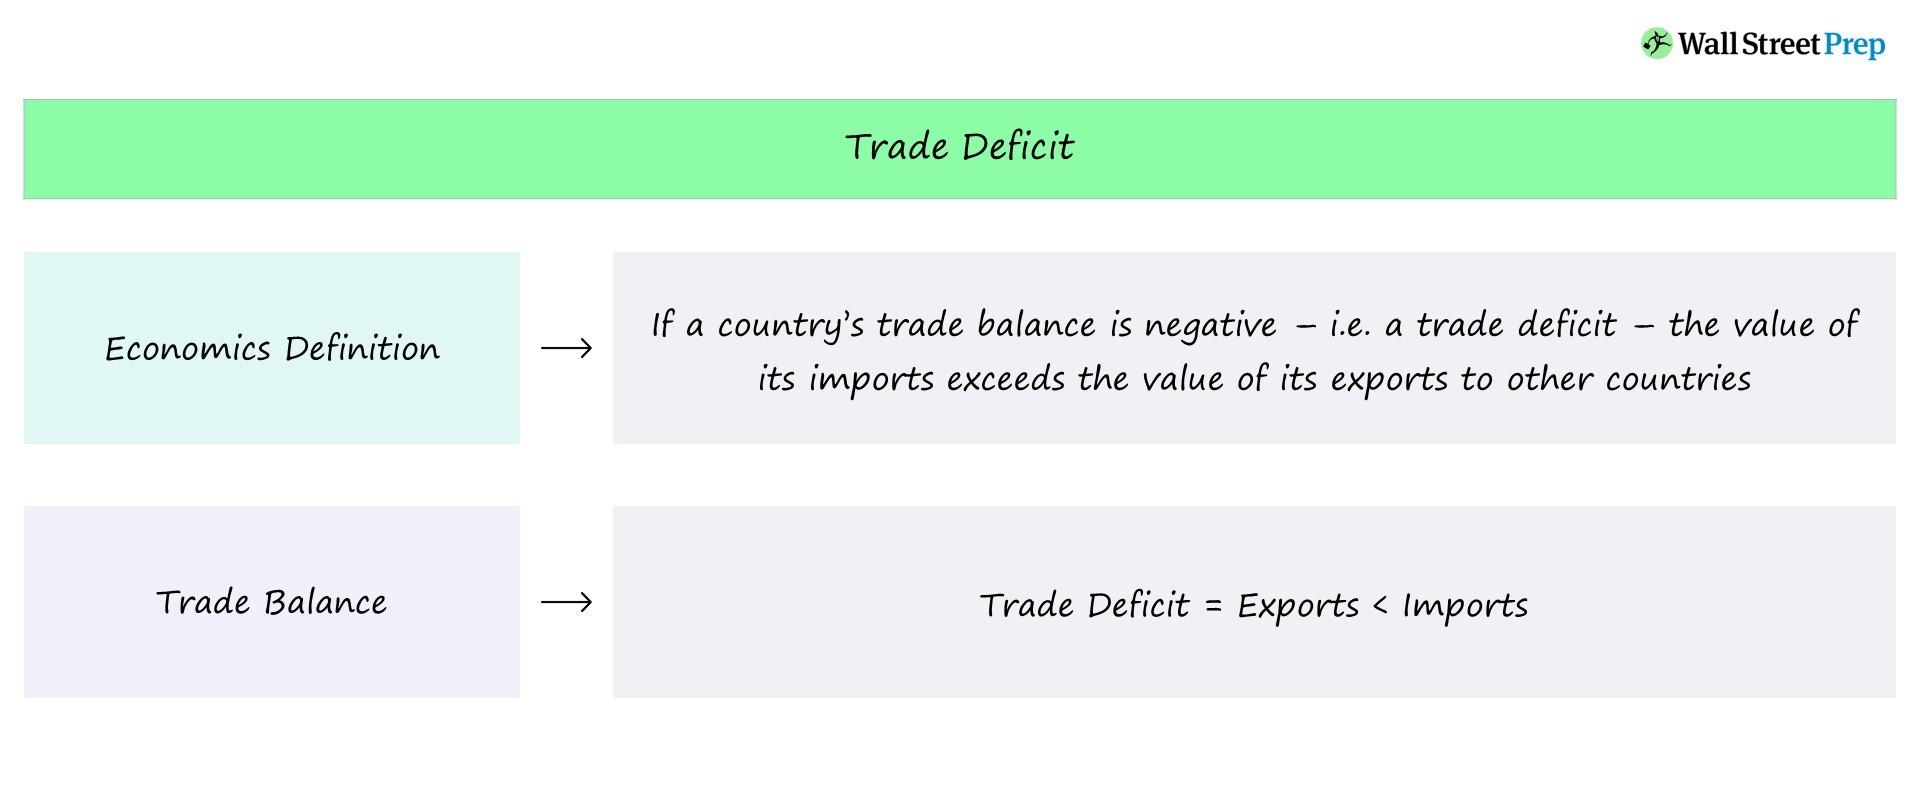 Wall Street Prep
Trade Deficit
Economics Definition
If a country’s trade balance is negative – i.e. a trade deficit – the value of
its imports exceeds the value of its exports to other countries
Trade Balance
Trade Deficit = Exports < Imports